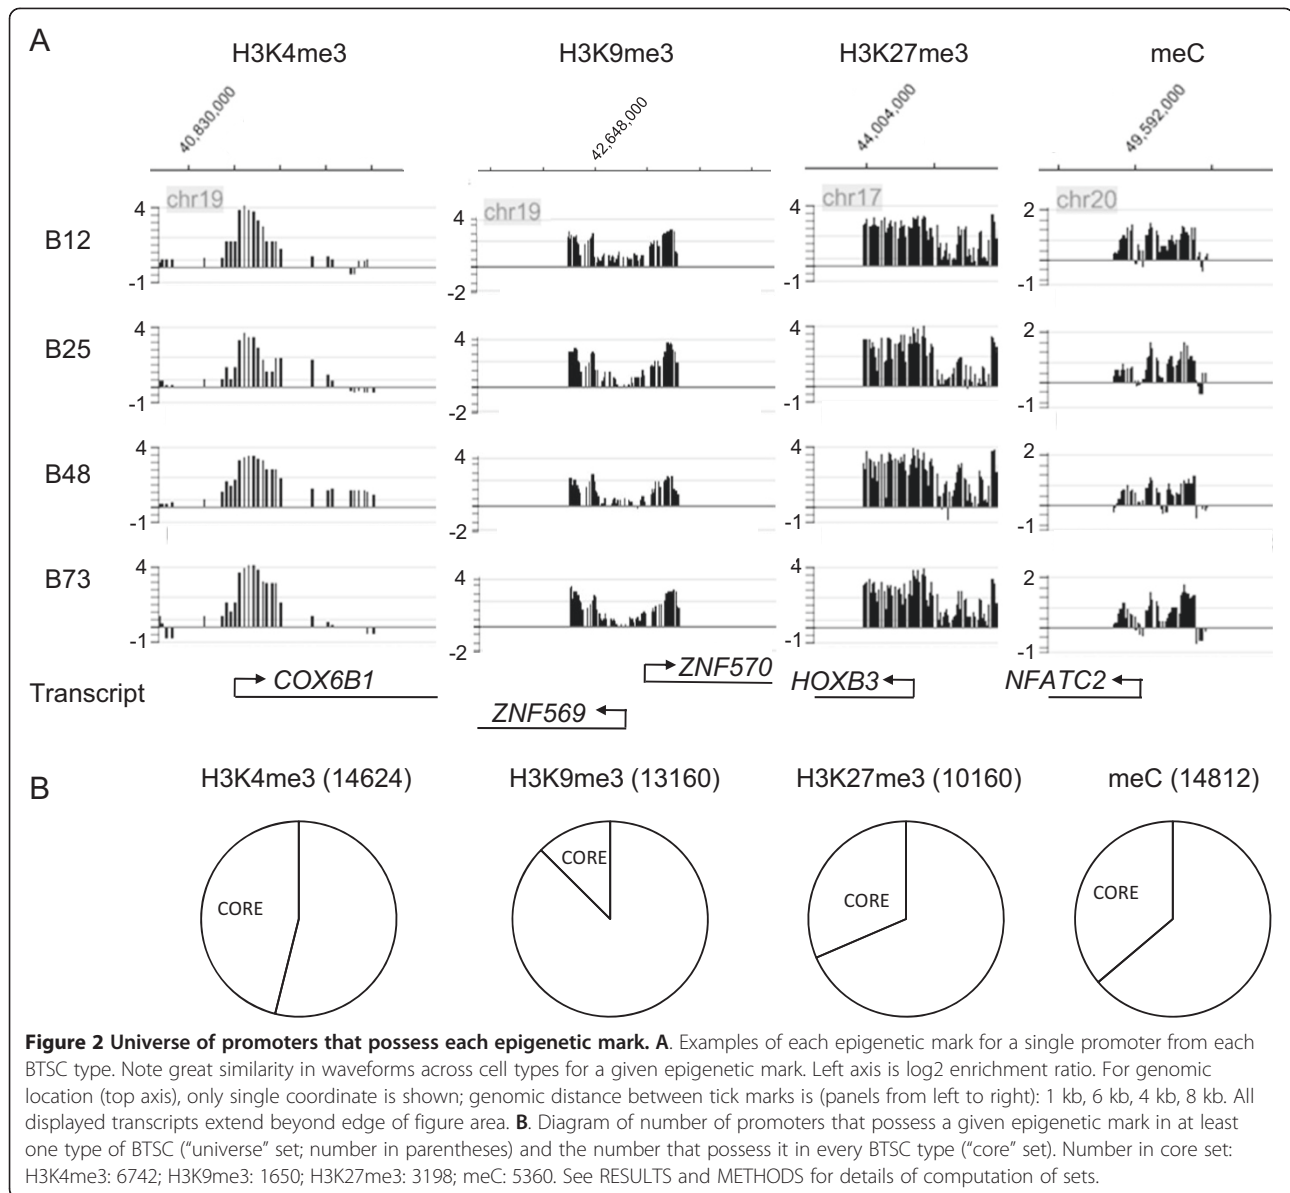 A
H3K4me3
H3K9me3
H3K27me3
meC
40,830,000
42,648,000
44,004,000
49,592,000
chr19
chr19
chr17
chr20
B12
4
-1
4
-2
4
-1
2
-1
B25
4
-1
4
-2
4
-1
2
-1
B48
4
-1
4
-2
4
-1
2
-1
B73
4
-1
4
-2
4
-1
2
-1
Transcript
COX6B1
ZNF569
ZNF570
HOXB3
NFATC2
B
H3K4me3 (14624)
H3K9me3 (13160)
H3K27me3 (10160)
meC (14812)
CORE
CORE
CORE
CORE
Figure 2 Universe of promoters that possess each epigenetic mark. A. Examples of each epigenetic mark for a single promoter from each
BTSC type. Note great similarity in waveforms across cell types for a given epigenetic mark. Left axis is log2 enrichment ratio. For genomic
location (top axis), only single coordinate is shown; genomic distance between tick marks is (panels from left to right): 1 kb, 6 kb, 4 kb, 8 kb. All
displayed transcripts extend beyond edge of figure area. B. Diagram of number of promoters that possess a given epigenetic mark in at least
one type of BTSC ("universe" set; number in parentheses) and the number that possess it in every BTSC type ("core" set). Number in core set:
H3K4me3: 6742; H3K9me3: 1650; H3K27me3: 3198; meC: 5360. See RESULTS and METHODS for details of computation of sets.